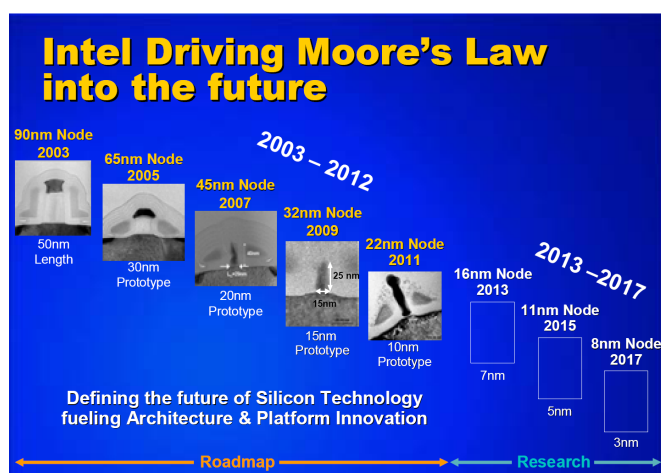 Intel Driving Moore's Law
into the future
90nm Node
2003
50nm
Length
65nm Node
2005
30nm
Prototype
2003 – 2012
45nm Node
2007
20nm
Prototype
32nm Node
2009
25 nm
15nm
15nm
Prototype
22nm Node
2011
10nm
Prototype
2013 –2017
16nm Node
2013
7nm
11nm Node
2015
5nm
8nm Node
2017
3nm
Defining the future of Silicon Technology
fueling Architecture & Platform Innovation
Roadmap
Research